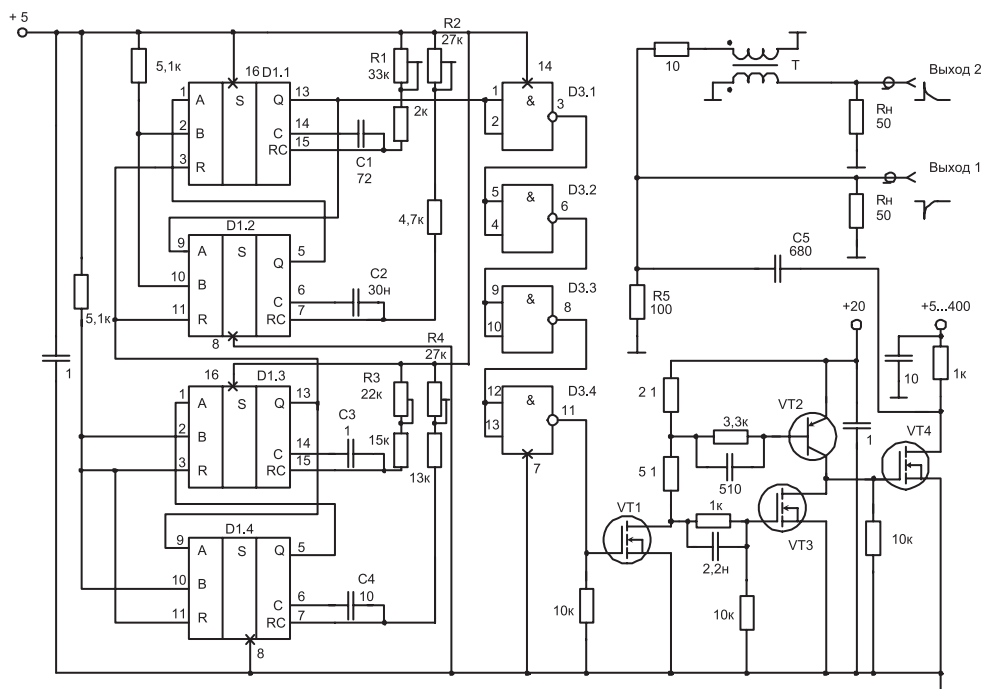 + 5
5,1к
1
A
2
B
3
R
16
S
D1.1
Q
13
C
14
RC
15
C1
72
R1
33к
2к
R2
27к
4,7к
D1.2
9
A
10
B
11
R
S
8
Q
5
C
6
RC
7
C2
30н
5,1к
1
16
D1.3
1
A
2
B
3
R
S
Q
13
C
14
RC
15
C3
1
R3
22к
15к
R4
27к
13к
D1.4
9
A
10
B
11
R
S
8
Q
5
C
6
RC
7
C4
10
14
D3.1
1
2
&
3
D3.2
5
4
&
6
D3.3
9
10
&
8
D3.4
12
13
&
11
7
10к
VT1
10
T
Выход 2
Rн
50
Выход 1
Rн
50
C5
680
R5
100
+20
+5...400
10
1к
2 1
3,3к
510
VT2
1
VT4
5 1
1к
2,2н
VT3
10к
10к